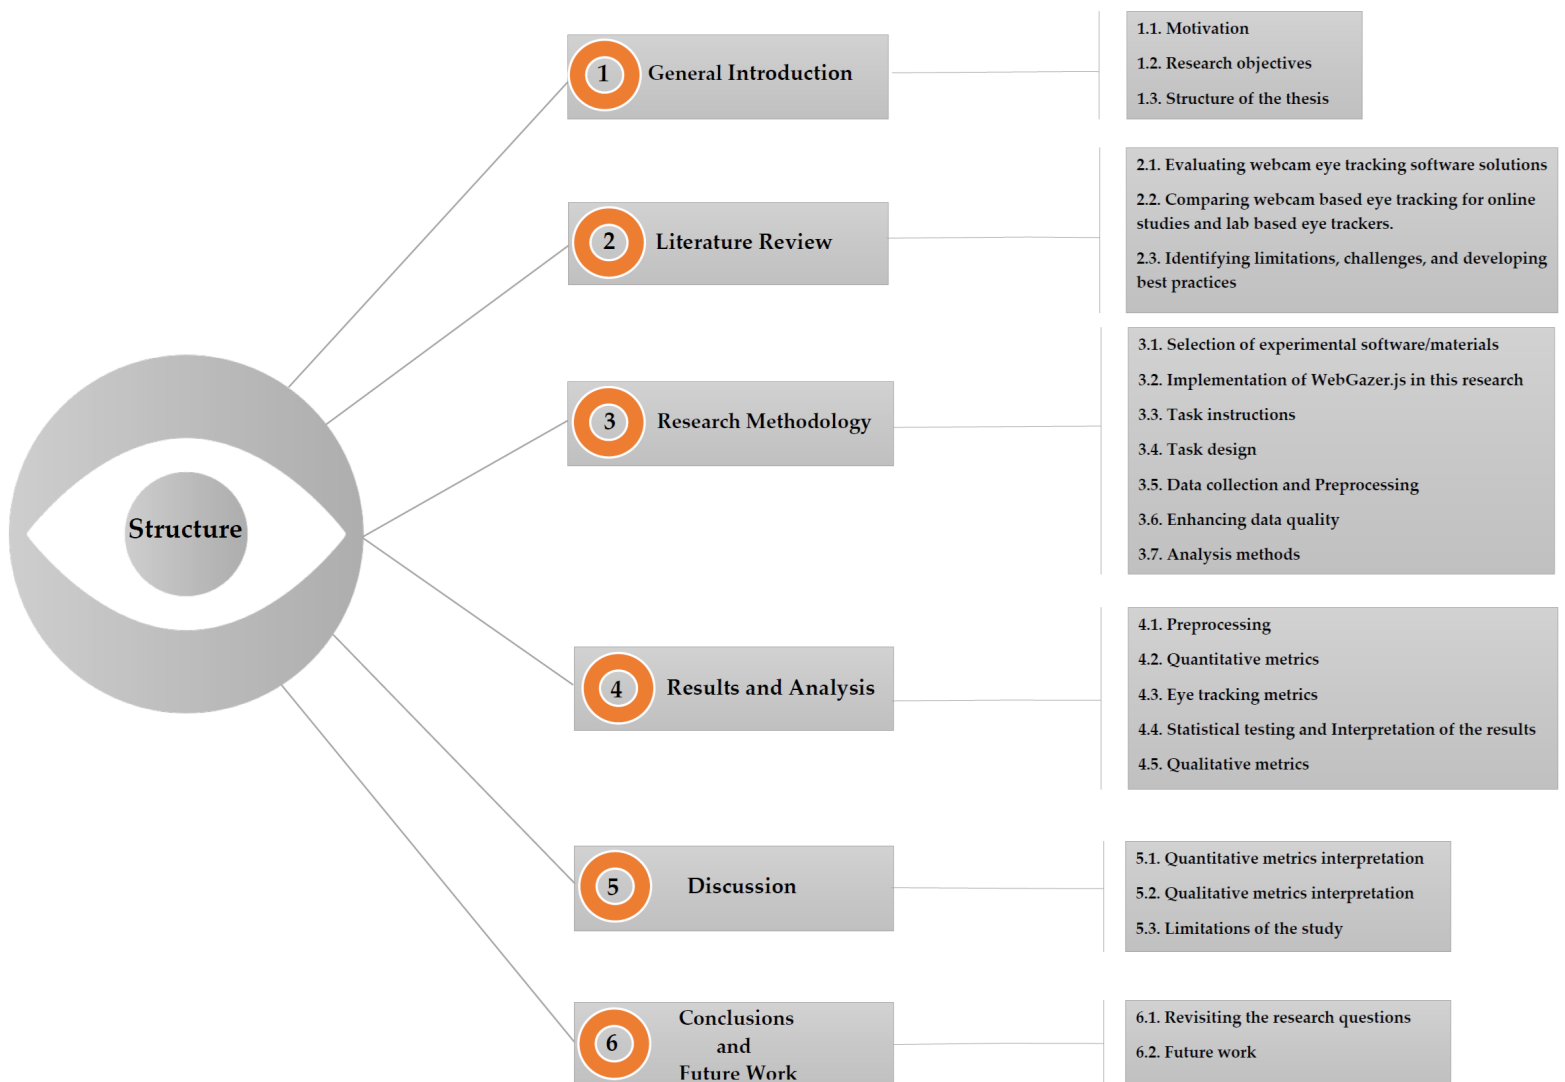 Structure
1
General Introduction
1.1. Motivation
1.2. Research objectives
1.3. Structure of the thesis
2
Literature Review
2.1. Evaluating webcam eye tracking software solutions
2.2. Comparing webcam based eye tracking for online
studies and lab based eye trackers.
2.3. Identifying limitations, challenges, and developing
best practices
3
Research Methodology
3.1. Selection of experimental software/materials
3.2. Implementation of WebGazer.js in this research
3.3. Task instructions
3.4. Task design
3.5. Data collection and Preprocessing
3.6. Enhancing data quality
3.7. Analysis methods
4
Results and Analysis
4.1. Preprocessing
4.2. Quantitative metrics
4.3. Eye tracking metrics
4.4. Statistical testing and Interpretation of the results
4.5. Qualitative metrics
5
Discussion
5.1. Quantitative metrics interpretation
5.2. Qualitative metrics interpretation
5.3. Limitations of the study
6
Conclusions
and
Future Work
6.1. Revisiting the research questions
6.2. Future work